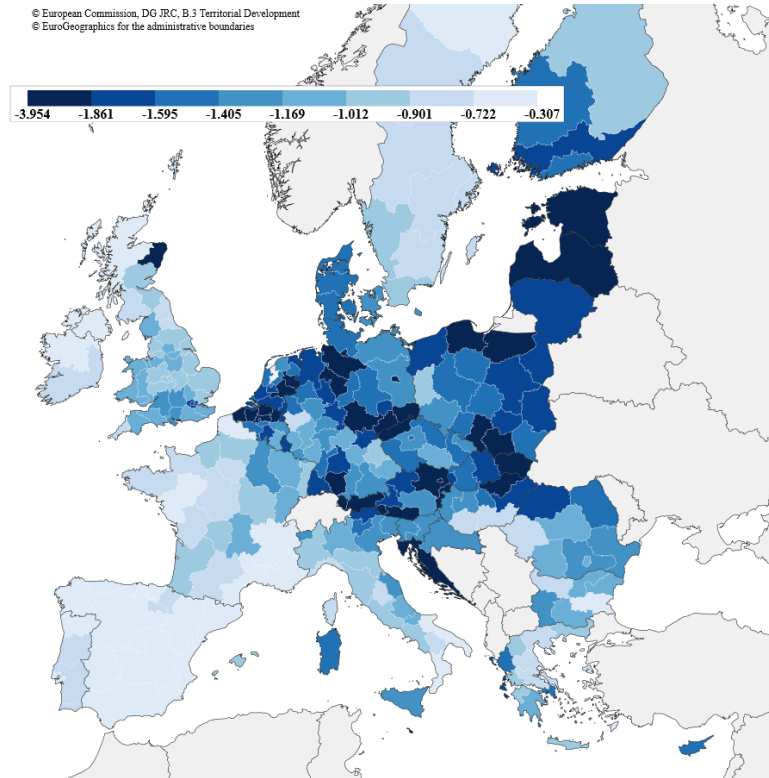 © European Commission, DG JRC, B.3 Territorial Development
© EuroGeographics for the administrative boundaries
-3.954 -1.861 -1.595 -1.405 -1.169 -1.012 -0.901 -0.722 -0.307